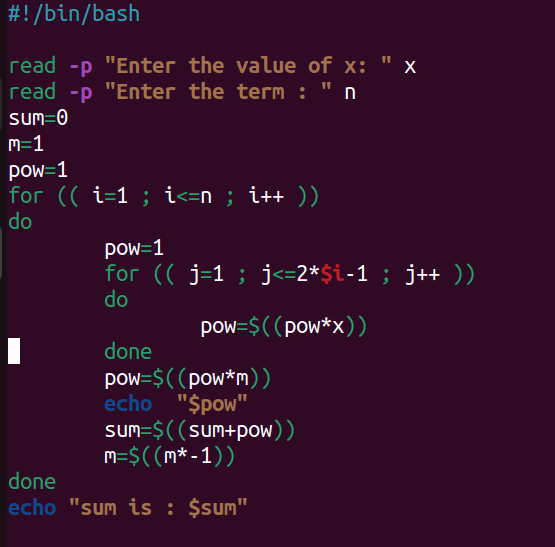 #!/bin/bash

read -p "Enter the value of x: " x
read -p "Enter the term : " n
sum=0
m=1
pow=1
for (( i=1 ; i<=n ; i++ ))
do
        pow=1
        for (( j=1 ; j<=2*$i-1 ; j++ ))
        do
                pow=$((pow*x))
        done
        pow=$((pow*m))
        echo  "$pow"
        sum=$((sum+pow))
        m=$((m*-1))
done
echo "sum is : $sum"